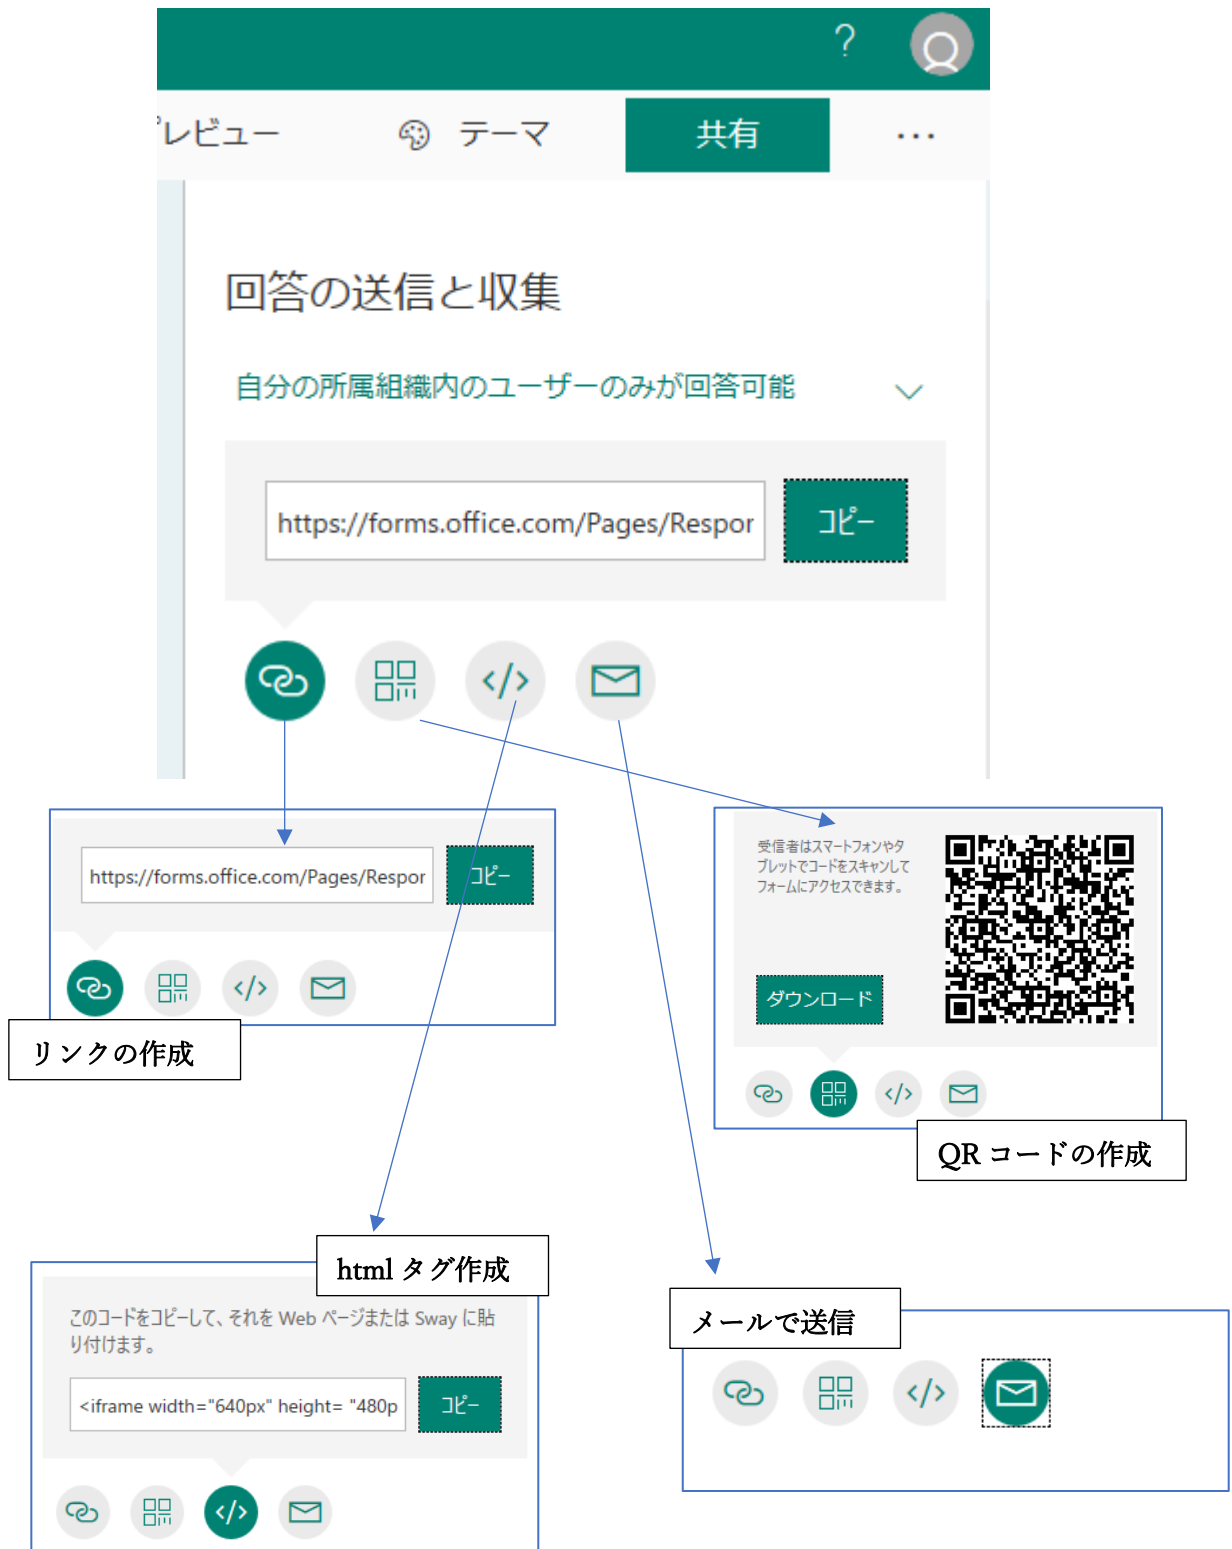 ?
プレビュー
テーマ
共有
...
回答の送信と収集
自分の所属組織内のユーザーのみが回答可能
https://forms.office.com/Pages/Respor
コピー
</>
https://forms.office.com/Pages/Respor
コピー
</>
リンクの作成
受信者はスマートフォンやタ
ブレットでコードをスキャンして
フォームにアクセスできます。
ダウンロード
</>
QR コードの作成
html タグ作成
このコードをコピーして、それを Web ページまたは Sway に貼
り付けます。
<iframe width="640px" height= "480p
コピー
</>
メールで送信
</>